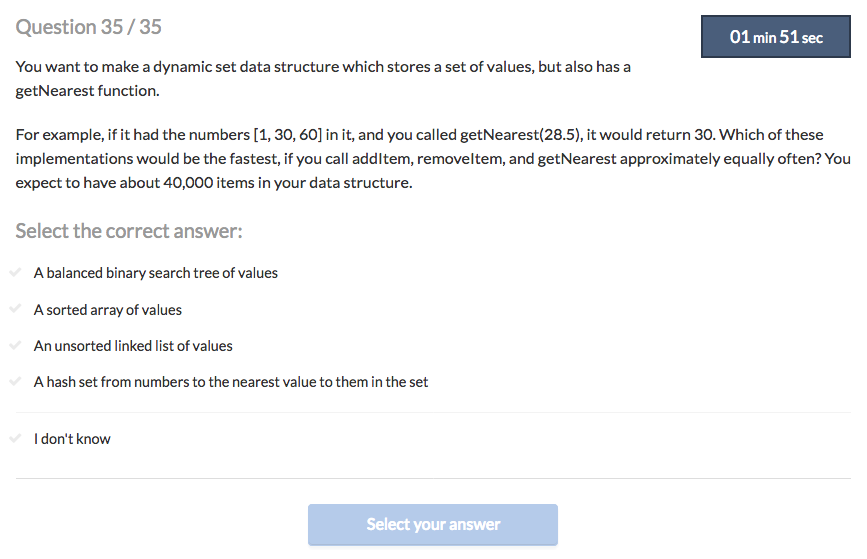 Question 35 / 35
01 min 51 sec
You want to make a dynamic set data structure which stores a set of values, but also has a
getNearest function.
For example, if it had the numbers [1, 30, 60] in it, and you called getNearest(28.5), it would return 30. Which of these
implementations would be the fastest, if you call addItem, removeItem, and getNearest approximately equally often? You
expect to have about 40,000 items in your data structure.
Select the correct answer:
A balanced binary search tree of values
A sorted array of values
An unsorted linked list of values
A hash set from numbers to the nearest value to them in the set
I don't know
Select your answer